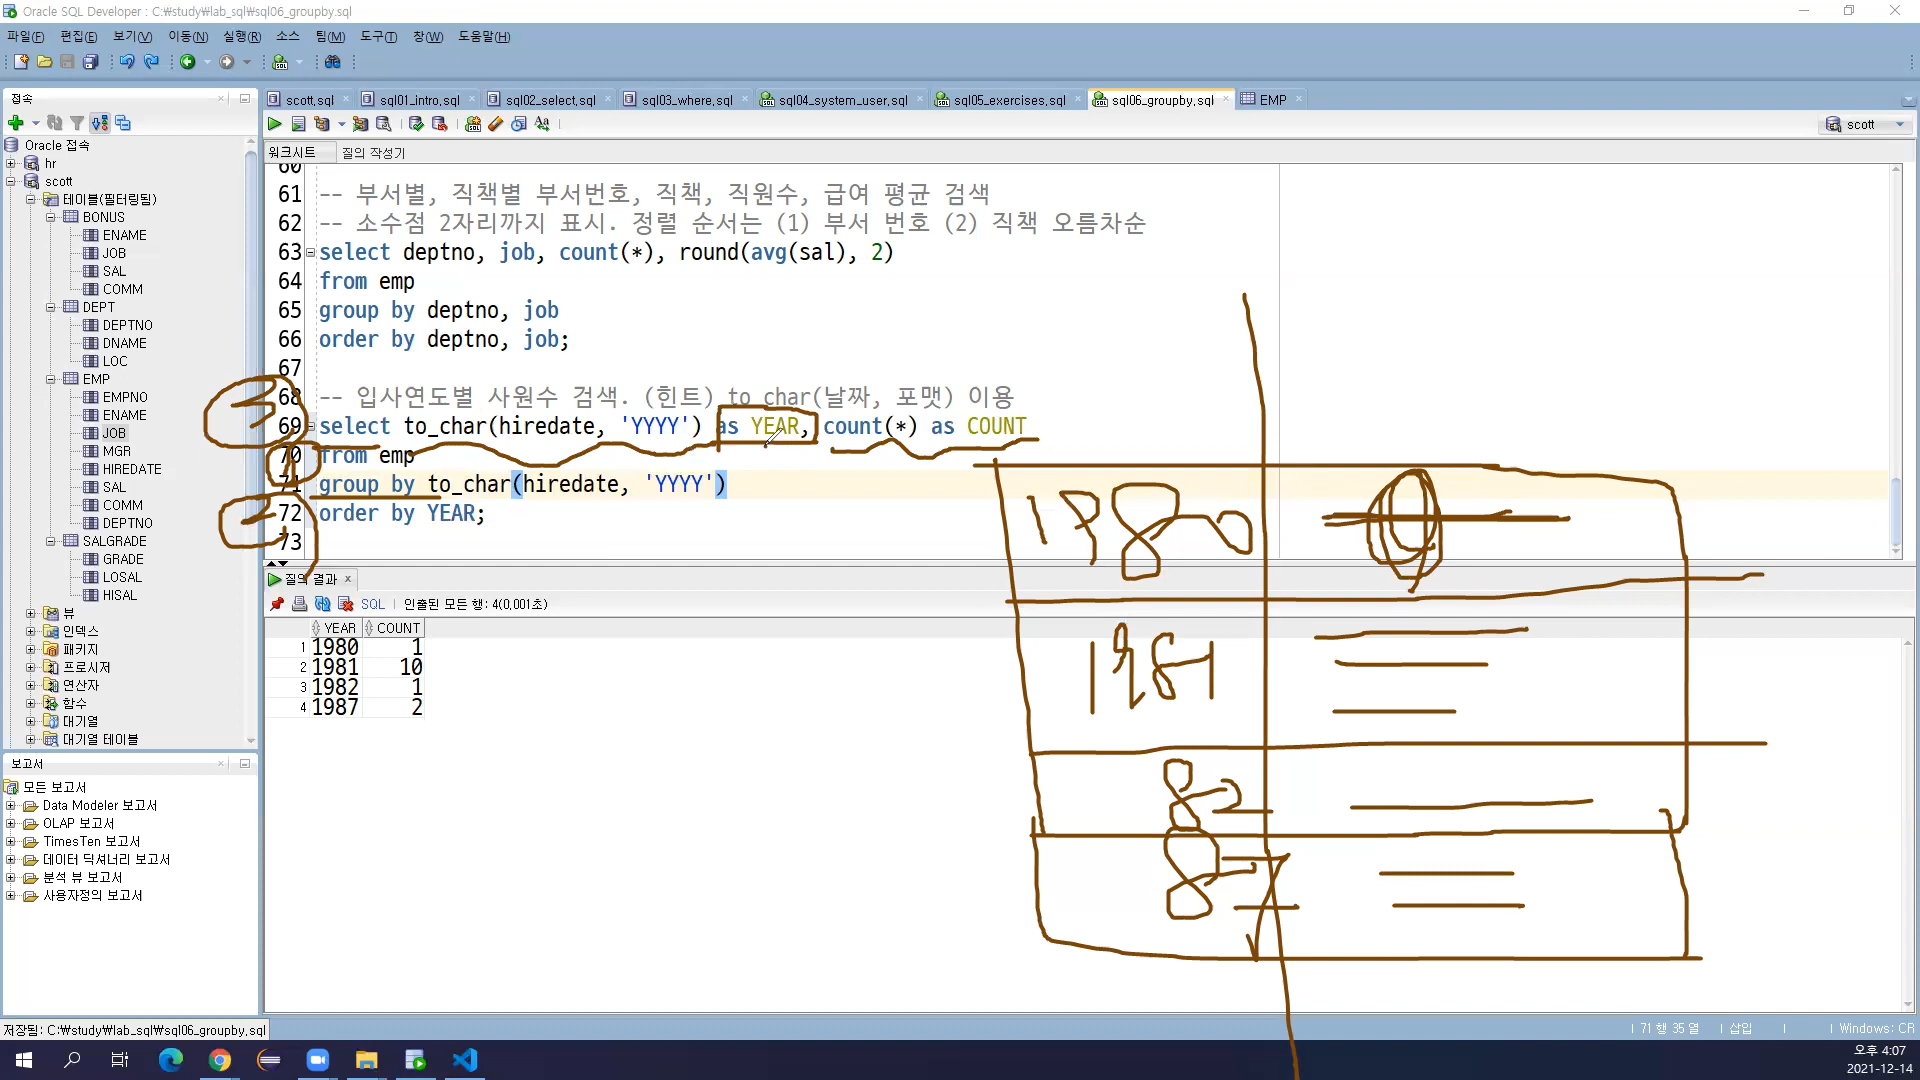 Oracle SQL Developer : C:₩study₩lab_sql₩sql06_groupby.sql
파일(F) 편집(E) 보기(V) 이동(N) 실행(R) 소스 팀(M) 도구(T) 창(W) 도움말(H)
접속
scott.sql sql01_intro.sql sql02_select.sql sql03_where.sql sql04_system_user.sql sql05_exercises.sql sql06_groupby.sql EMP
scott
워크시트 질의 작성기
Oracle 접속
hr
scott
테이블(필터링됨)
BONUS
ENAME
JOB
SAL
COMM
DEPT
DEPTNO
DNAME
LOC
EMP
EMPNO
ENAME
JOB
MGR
HIREDATE
SAL
COMM
DEPTNO
SALGRADE
GRADE
LOSAL
HISAL
뷰
인덱스
패키지
프로시저
연산자
함수
대기열
대기열 테이블
보고서
모든 보고서
Data Modeler 보고서
OLAP 보고서
TimesTen 보고서
데이터 딕셔너리 보고서
분석 뷰 보고서
사용자정의 보고서
60
61 -- 부서별, 직책별 부서번호, 직책, 직원수, 급여 평균 검색
62 -- 소수점 2자리까지 표시. 정렬 순서는 (1) 부서 번호 (2) 직책 오름차순
63 select deptno, job, count(*), round(avg(sal), 2)
64 from emp
65 group by deptno, job
66 order by deptno, job;
67
68 -- 입사연도별 사원수 검색. (힌트) to_char(날짜, 포맷) 이용
69 select to_char(hiredate, 'YYYY') as YEAR, count(*) as COUNT
70 from emp
71 group by to_char(hiredate, 'YYYY')
72 order by YEAR;
73
3
1
2
1980
1981
82
87
질의 결과
SQL 인출된 모든 행: 4(0.001초)
YEAR COUNT
1 1980 1
2 1981 10
3 1982 1
4 1987 2
저장됨: C:₩study₩lab_sql₩sql06_groupby.sql
71 행 35 열 삽입 Windows: CR
오후 4:07
2021-12-14